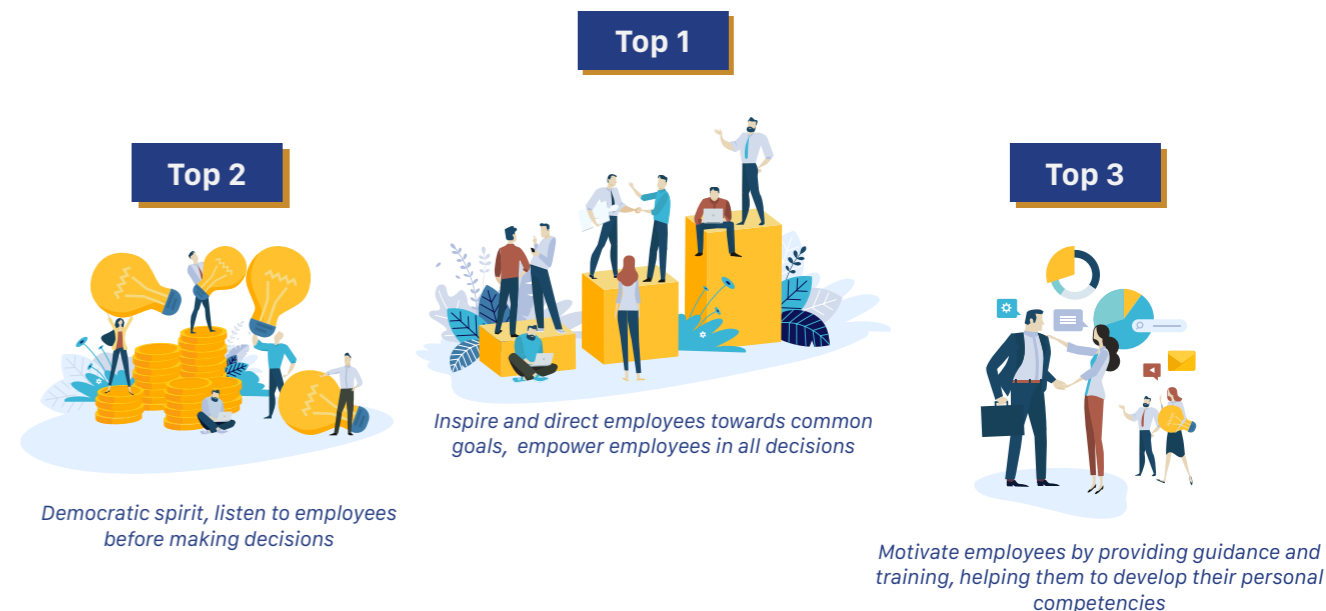 Top 1
Top 2
Top 3
Inspire and direct employees towards common
goals, empower employees in all decisions
Democratic spirit, listen to employees
before making decisions
Motivate employees by providing guidance and
training, helping them to develop their personal
competencies